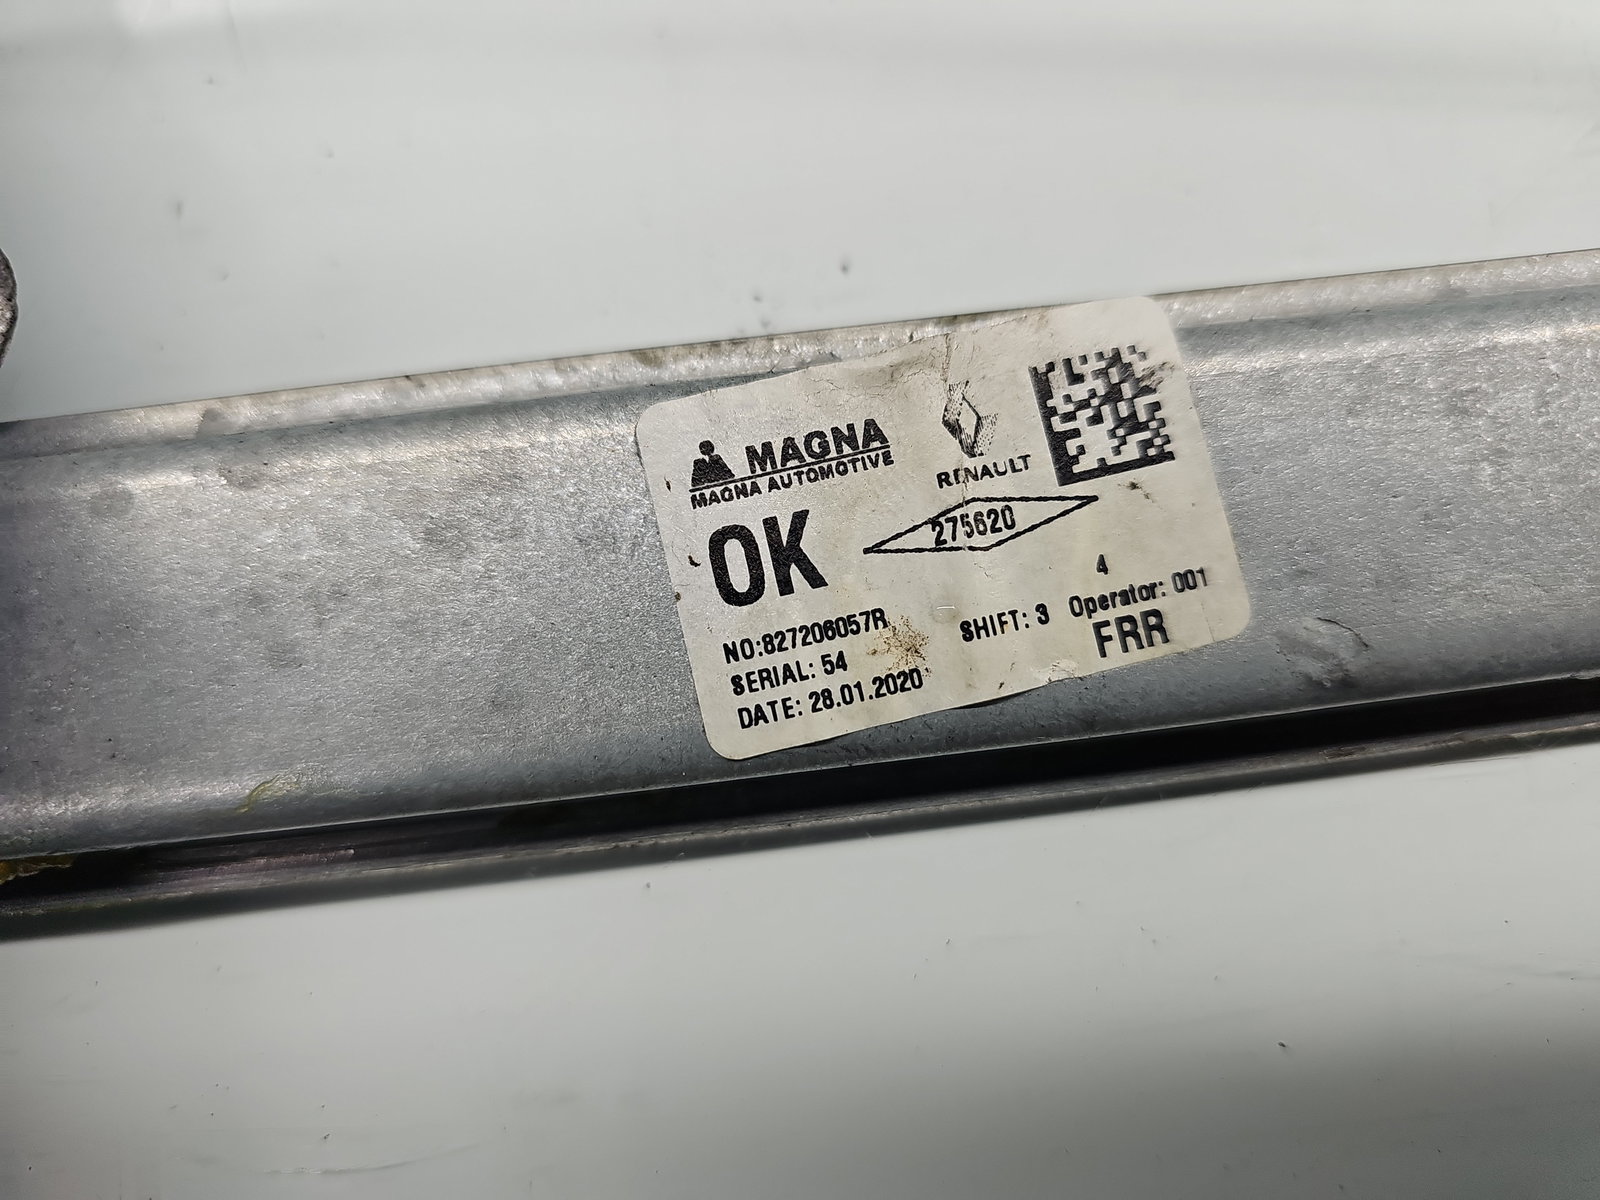 MAGNA
MAGNA AUTOMOTIVE
RENAULT
OK
275620
4
NO:827206057R
SHIFT: 3 Operator: 001
SERIAL: 54
FRR
DATE: 28.01.2020